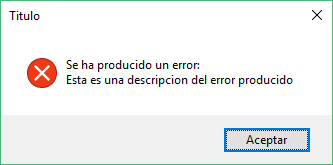 Titulo
Se ha producido un error:
Esta es una descripcion del error producido
Aceptar